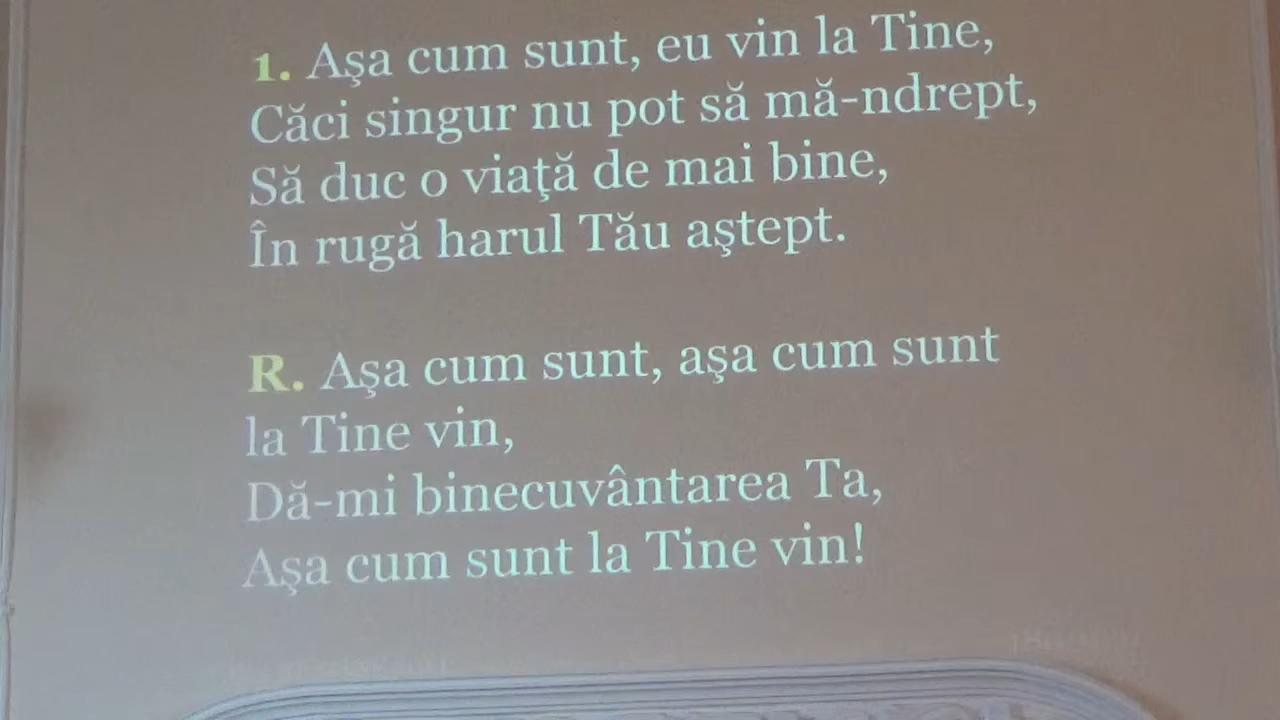 1. Aşa cum sunt, eu vin la Tine,
Căci singur nu pot să mă-ndrept,
Să duc o viaţă de mai bine,
În rugă harul Tău aştept.
R. Aşa cum sunt, aşa cum sunt
la Tine vin,
Dă-mi binecuvântarea Ta,
Aşa cum sunt la Tine vin!